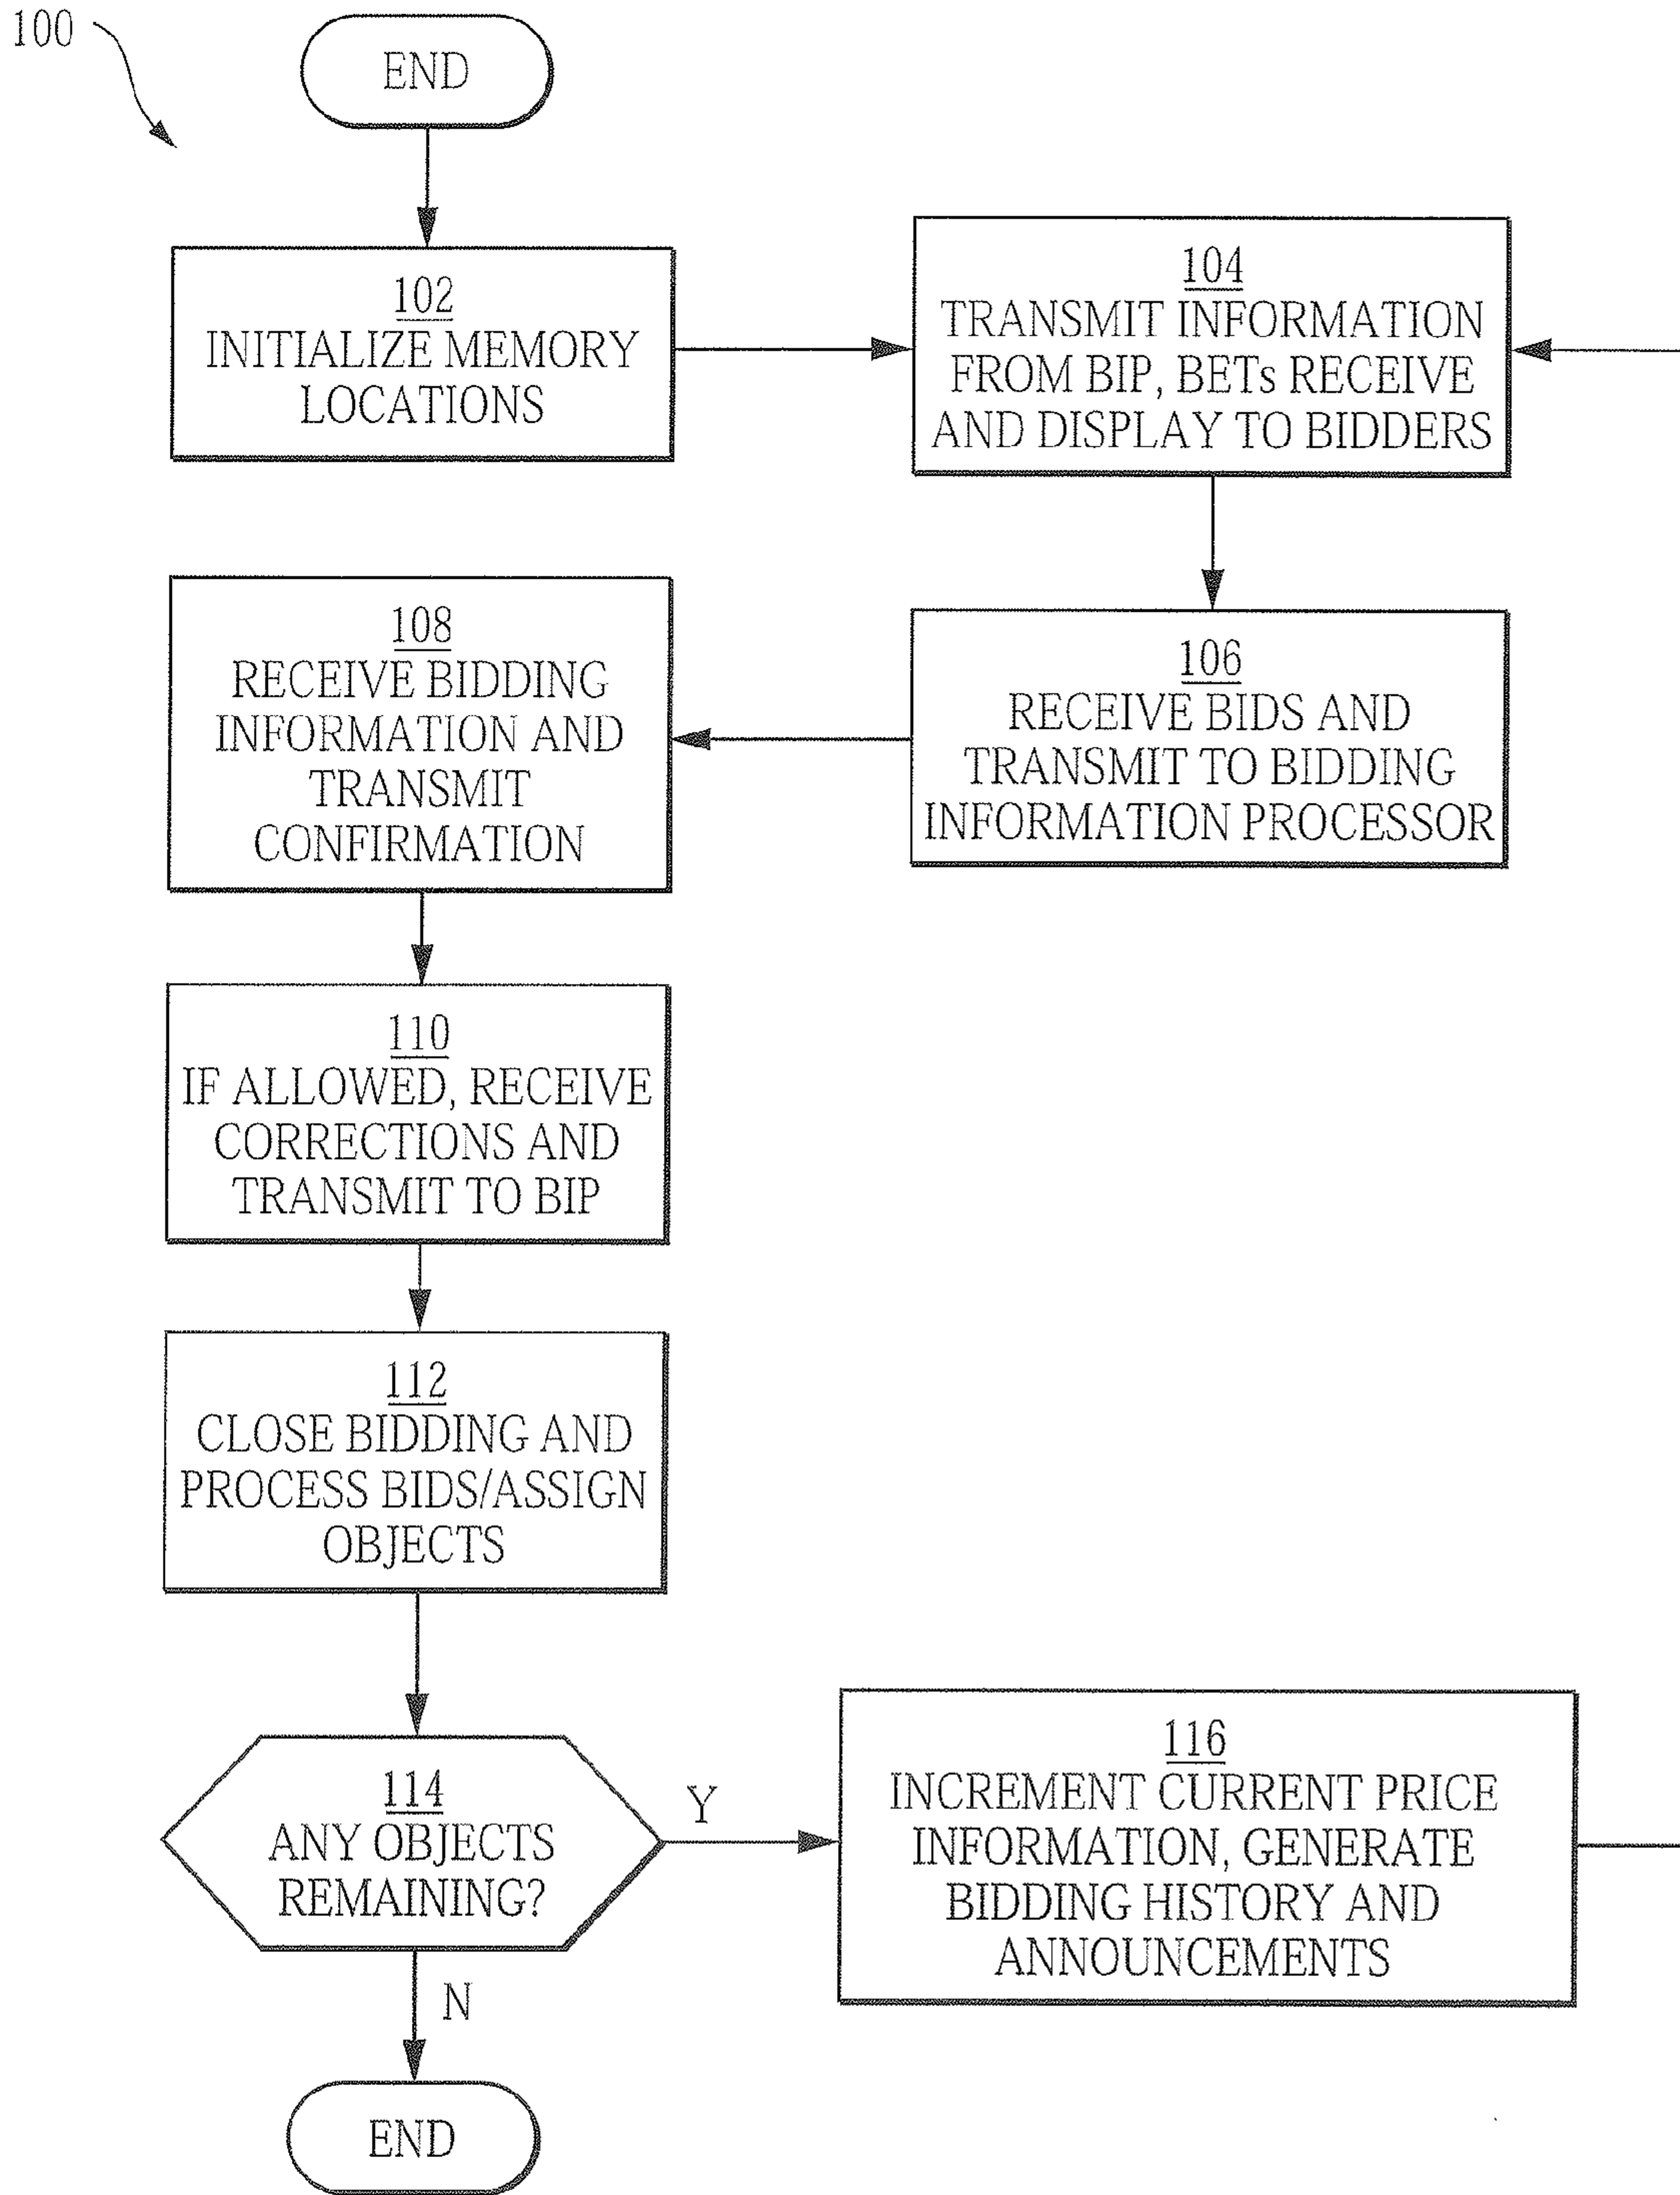 100
END
102
INITIALIZE MEMORY
LOCATIONS
104
TRANSMIT INFORMATION
FROM BIP, BETs RECEIVE
AND DISPLAY TO BIDDERS
106
RECEIVE BIDS AND
TRANSMIT TO BIDDING
INFORMATION PROCESSOR
108
RECEIVE BIDDING
INFORMATION AND
TRANSMIT
CONFIRMATION
110
IF ALLOWED, RECEIVE
CORRECTIONS AND
TRANSMIT TO BIP
112
CLOSE BIDDING AND
PROCESS BIDS/ASSIGN
OBJECTS
114
ANY OBJECTS
REMAINING?
Y
116
INCREMENT CURRENT PRICE
INFORMATION, GENERATE
BIDDING HISTORY AND
ANNOUNCEMENTS
N
END